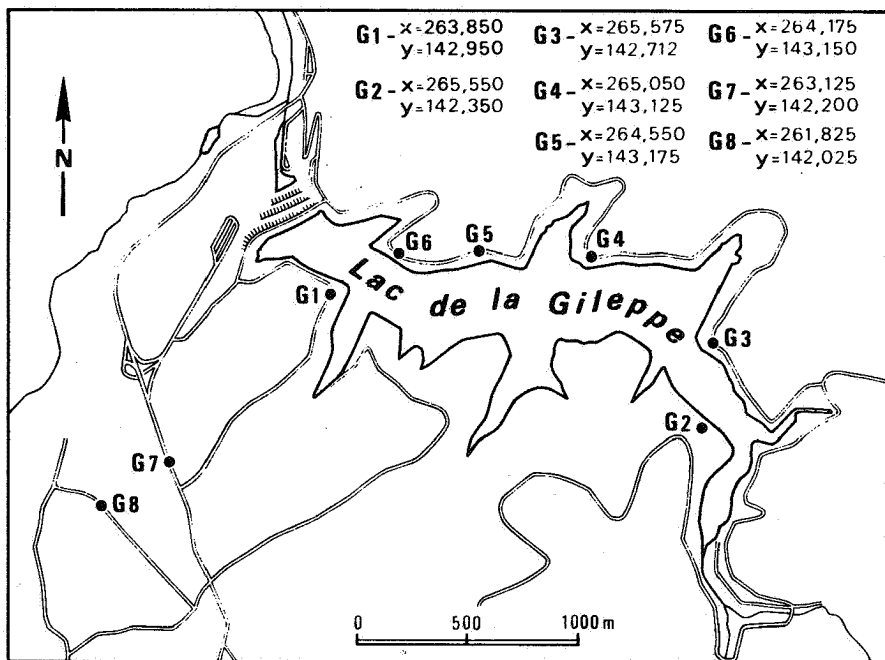 G1 - x=263,850 y=142,950
G3 - x=265,575 y=142,712
G6 - x=264,175 y=143,150
G2 - x=265,550 y=142,350
G4 - x=265,050 y=143,125
G7 - x=263,125 y=142,200
G5 - x=264,550 y=143,175
G8 - x=261,825 y=142,025
N
G6
G5
G4
G1
Lac de la Gileppe
G3
G2
G7
G8
0 500 1000 m